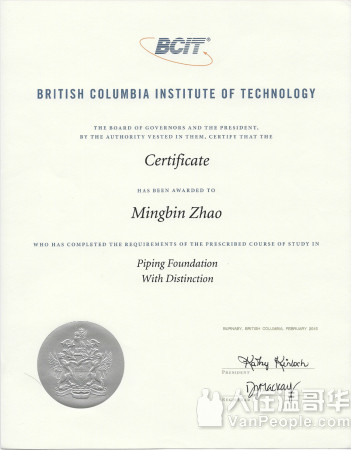 BCIT
BRITISH COLUMBIA INSTITUTE OF TECHNOLOGY
THE BOARD OF GOVERNORS AND THE PRESIDENT,
BY THE AUTHORITY VESTED IN THEM, CERTIFY THAT THE
Certificate
HAS BEEN AWARDED TO
Mingbin Zhao
WHO HAS COMPLETED THE REQUIREMENTS OF THE PRESCRIBED COURSE OF STUDY IN
Piping Foundation
With Distinction
BURNABY, BRITISH COLUMBIA, FEBRUARY
Kathy Kinloch
PRESIDENT
D Mackay
人在温哥华
VanPeople.com